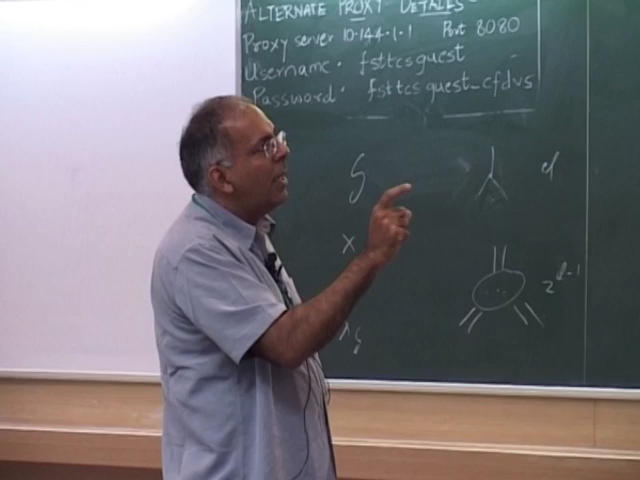 ALTERNATE PROXY DETAILS
Proxy server 10.144.1.1 Port 8080
Username. fsttcsguest
Password. fsttcsguest_cfdvs
S
d
X
2^{d-1}